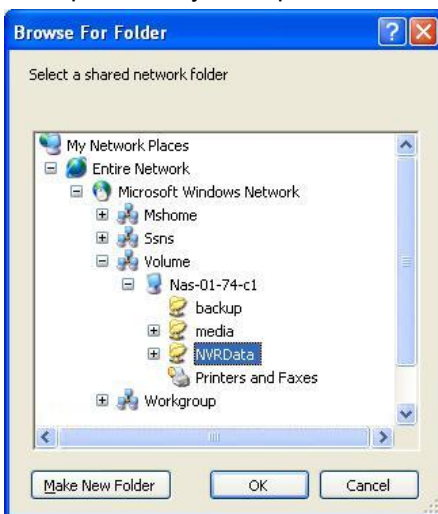 Browse For Folder
Select a shared network folder
My Network Places
Entire Network
Microsoft Windows Network
Mshome
Ssns
Volume
Nas-01-74-c1
backup
media
NVRData
Printers and Faxes
Workgroup
Make New Folder OK Cancel